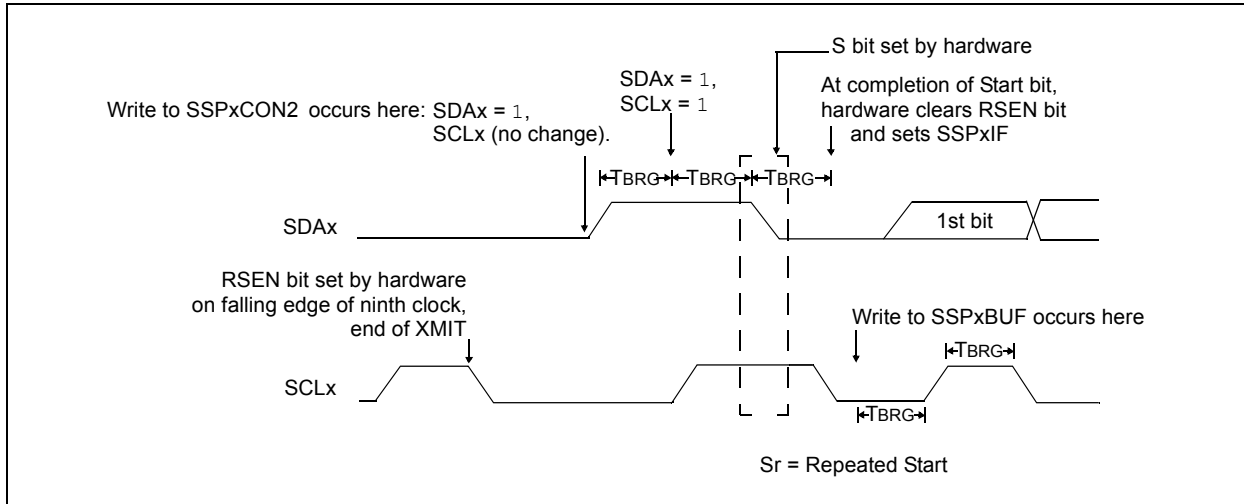 S bit set by hardware
SDAx = 1,
SCLx = 1
At completion of Start bit,
hardware clears RSEN bit
and sets SSPxIF
Write to SSPxCON2 occurs here: SDAx = 1,
SCLx (no change).
TBRG
TBRG
TBRG
SDAx
1st bit
RSEN bit set by hardware
on falling edge of ninth clock,
end of XMIT
Write to SSPxBUF occurs here
TBRG
SCLx
TBRG
Sr = Repeated Start